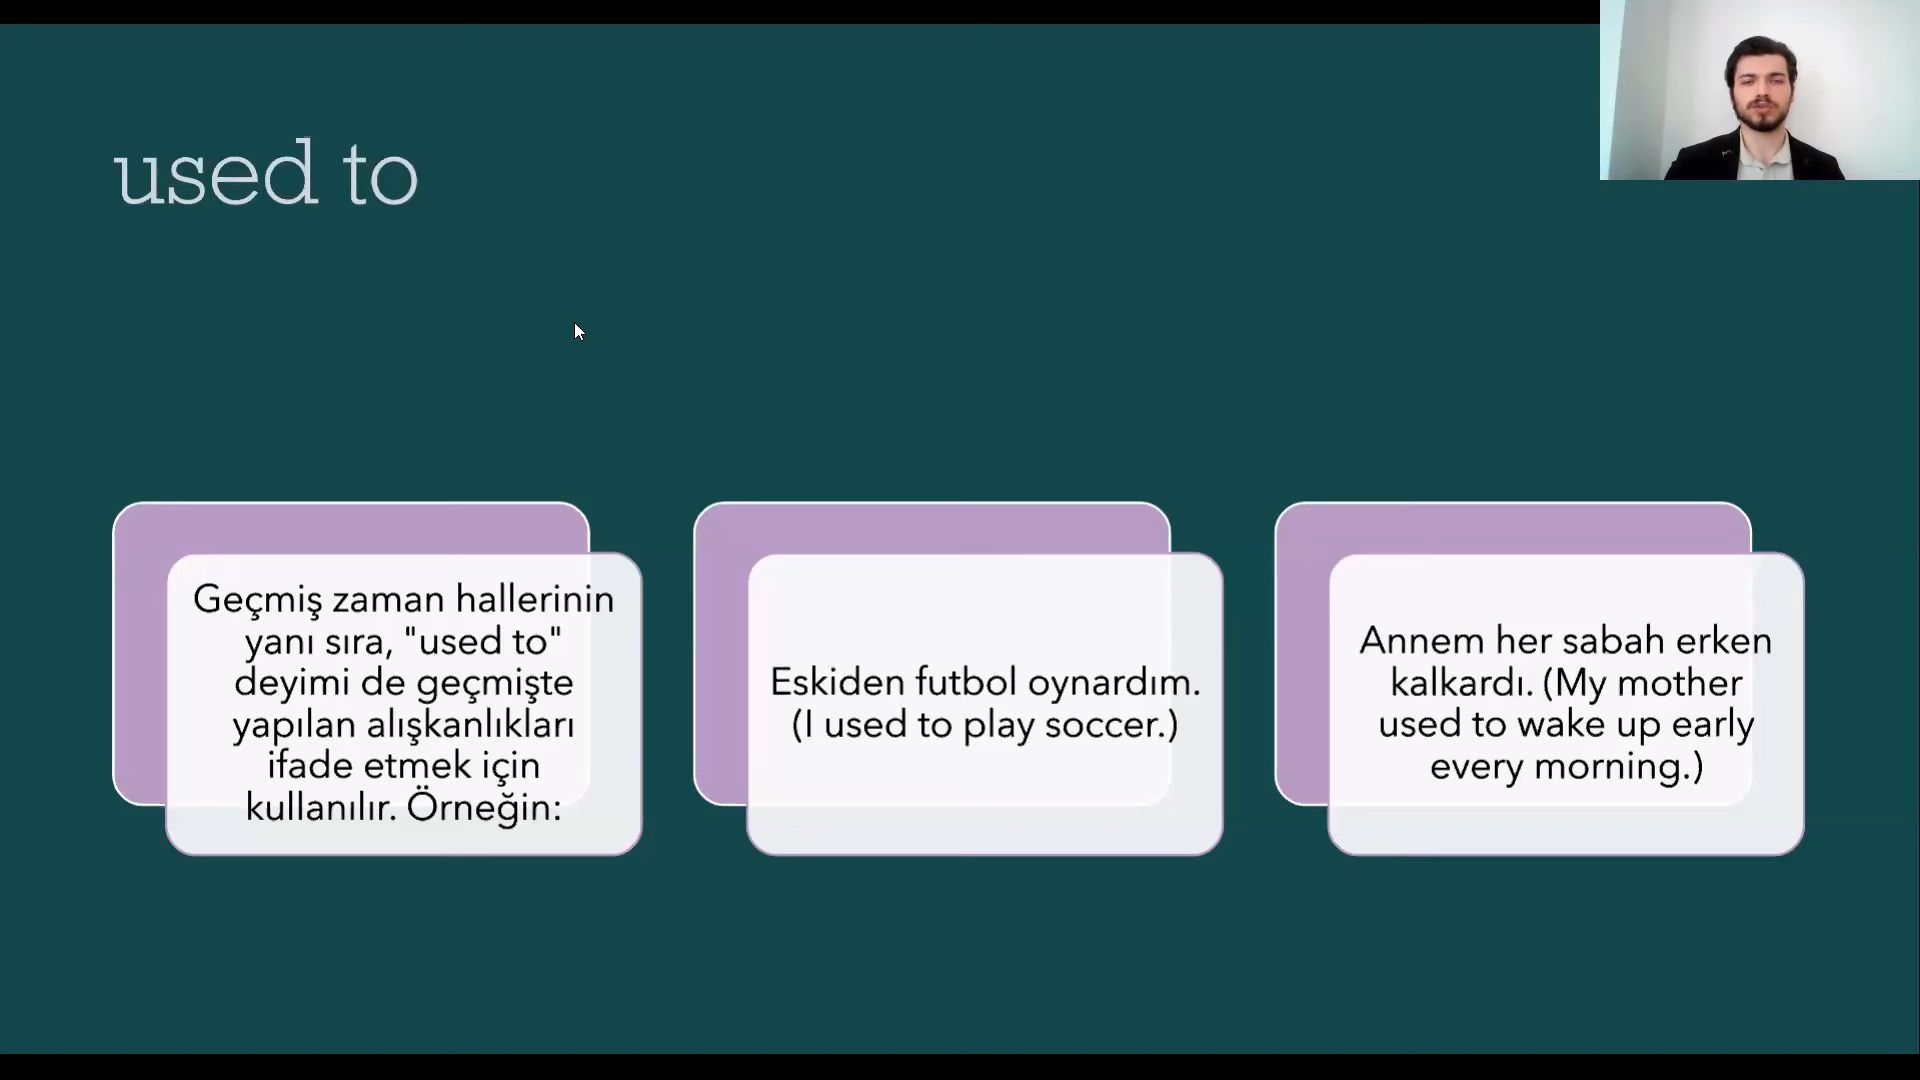 used to
Geçmiş zaman hallerinin
yanı sıra, "used to"
deyimi de geçmişte
yapılan alışkanlıkları
ifade etmek için
kullanılır. Örneğin:
Eskiden futbol oynardım.
(I used to play soccer.)
Annem her sabah erken
kalkardı. (My mother
used to wake up early
every morning.)